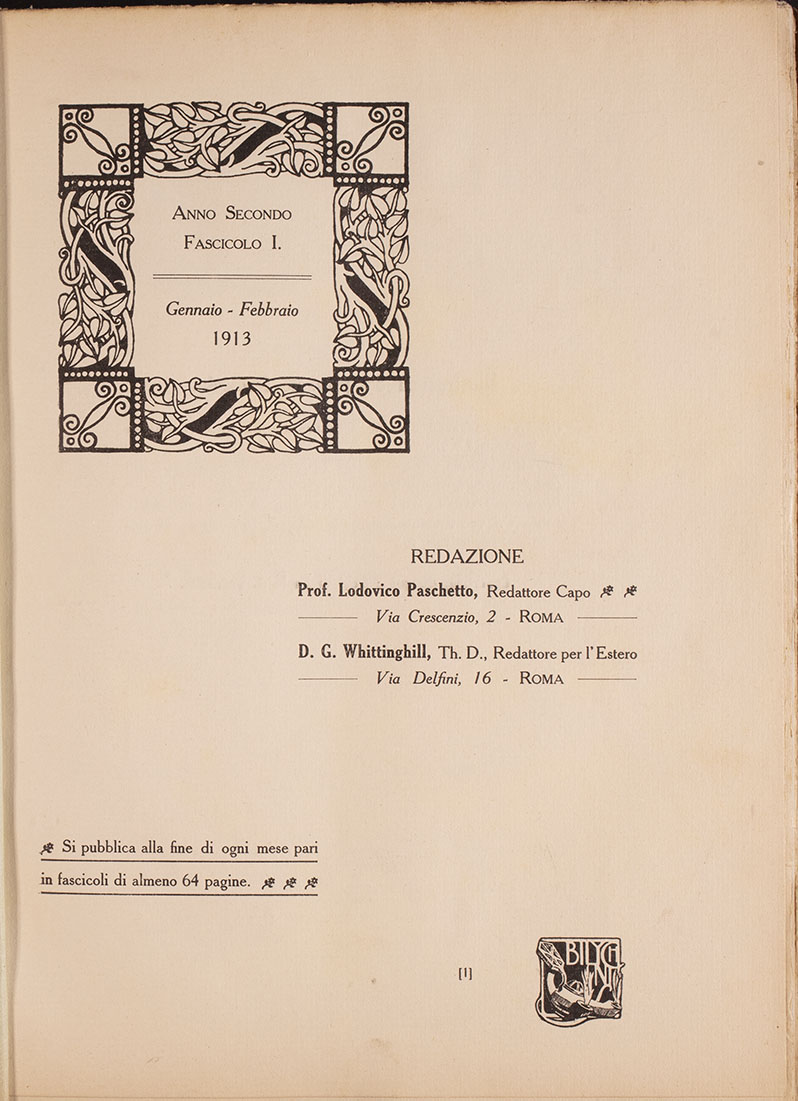 Anno Secondo
Fascicolo I.
Gennaio - Febbraio
1913
REDAZIONE
Prof. Lodovico Paschetto, Redattore Capo
Via Crescenzio, 2 - Roma
D. G. Whittinghill, Th. D., Redattore per l'Estero
Via Delfini, 16 - Roma
Si pubblica alla fine di ogni mese pari
in fascicoli di almeno 64 pagine.
[1]
BILYCH
NIS